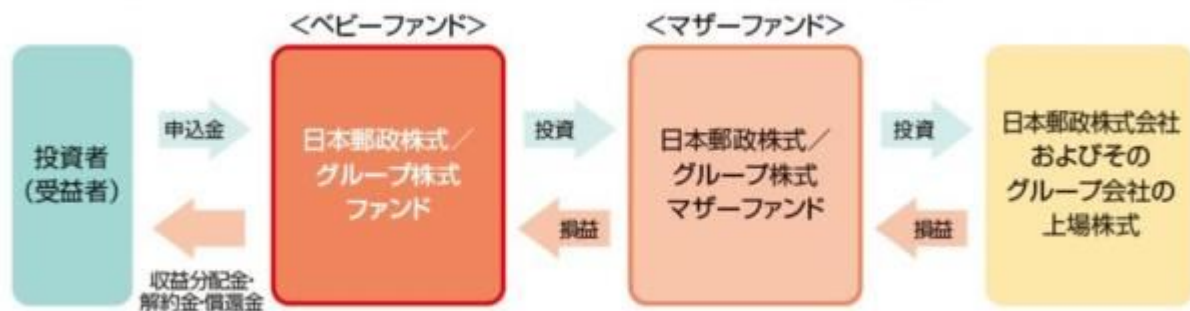 <ベビーファンド>
<マザーファンド>
投資者
(受益者)
申込金
収益分配金・
解約金・償還金
日本郵政株式／
グループ株式
ファンド
投資
損益
日本郵政株式／
グループ株式
マザーファンド
投資
損益
日本郵政株式会社
およびその
グループ会社の
上場株式